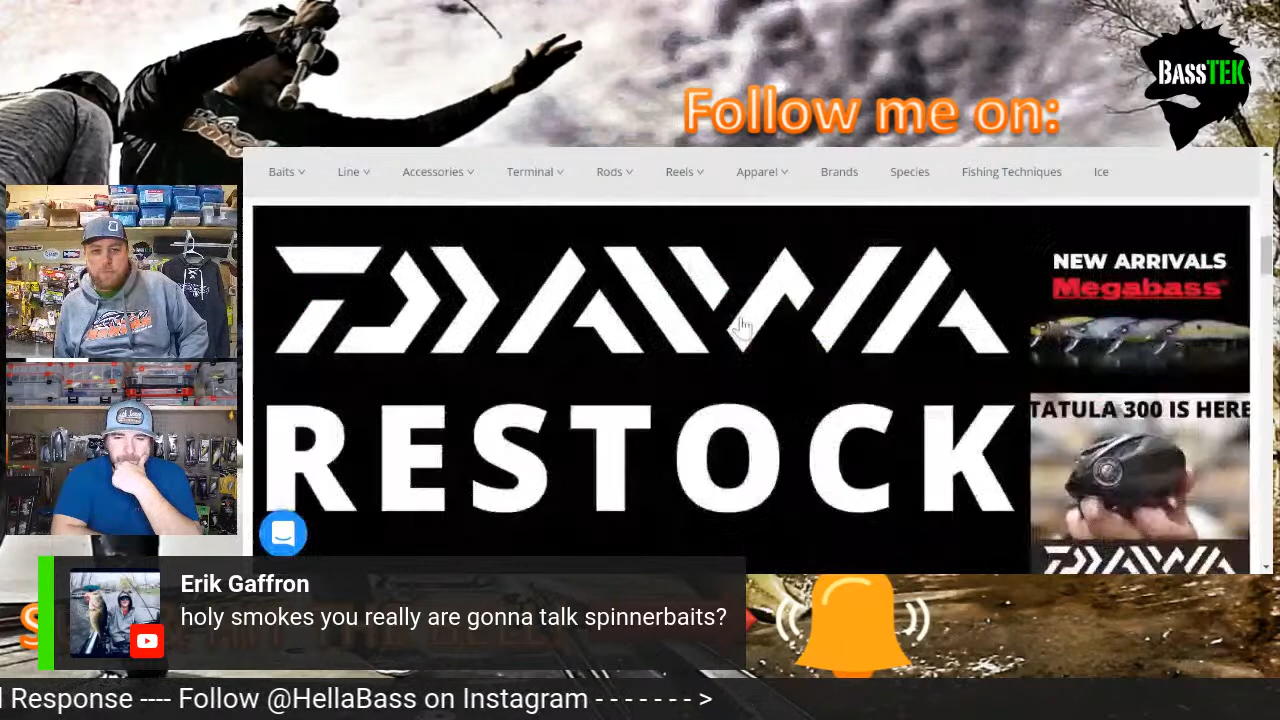 BASSTEK
Follow me on:
Baits Line Accessories Terminal Rods Reels Apparel Brands Species Fishing Techniques Ice
DAIWA
RESTOCK
NEW ARRIVALS
Megabass
TATULA 300 IS HERE
DAIWA
Erik Gaffron
holy smokes you really are gonna talk spinnerbaits?
Response ---- Follow @HellaBass on Instagram - - - - - - - >